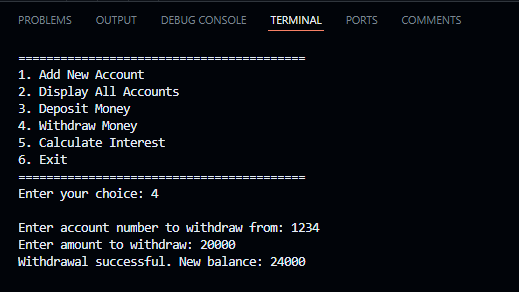 PROBLEMS OUTPUT DEBUG CONSOLE TERMINAL PORTS COMMENTS
=========================================
1. Add New Account
2. Display All Accounts
3. Deposit Money
4. Withdraw Money
5. Calculate Interest
6. Exit
=========================================
Enter your choice: 4
Enter account number to withdraw from: 1234
Enter amount to withdraw: 20000
Withdrawal successful. New balance: 24000